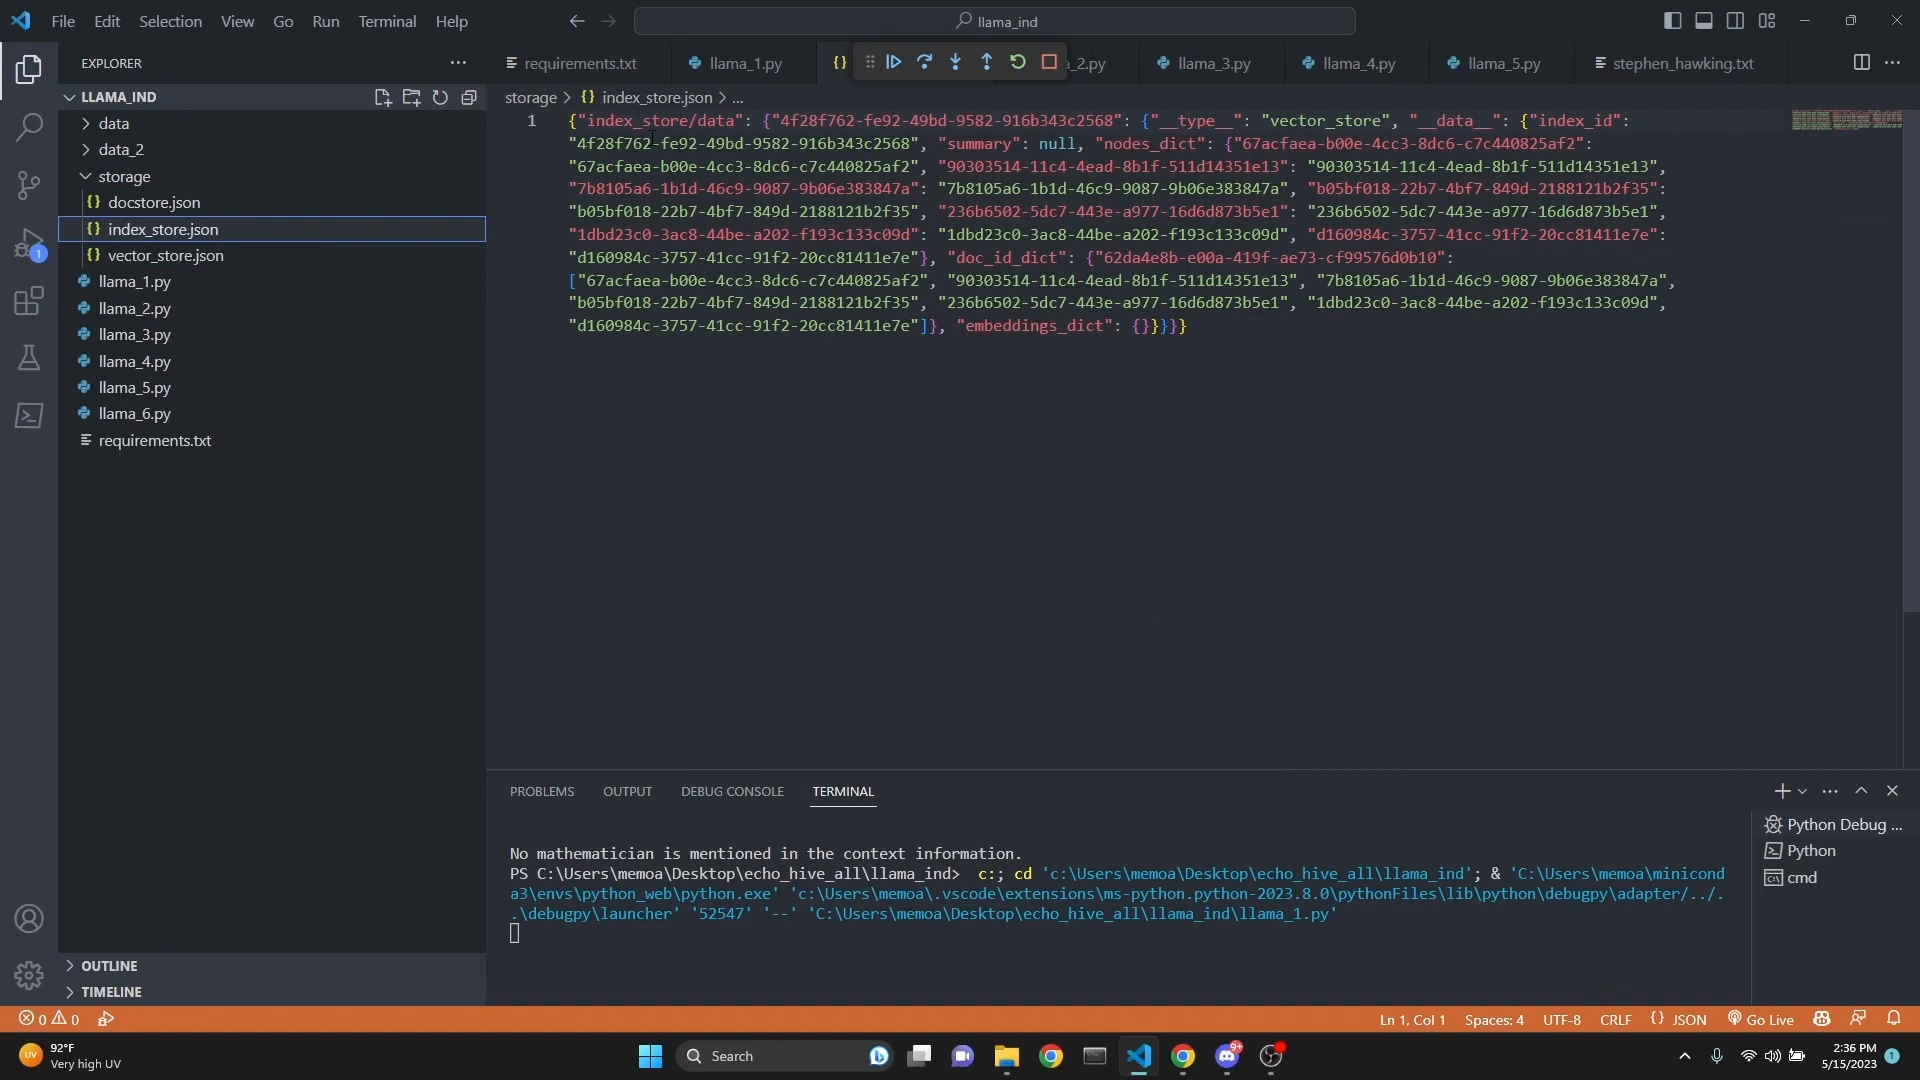 File Edit Selection View Go Run Terminal Help
llama_ind
EXPLORER
requirements.txt
llama_1.py
_2.py
llama_3.py
llama_4.py
llama_5.py
stephen_hawking.txt
LLAMA_IND
storage > {} index_store.json > ...
data
data_2
storage
docstore.json
index_store.json
vector_store.json
llama_1.py
llama_2.py
llama_3.py
llama_4.py
llama_5.py
llama_6.py
requirements.txt
1
{"index_store/data": {"4f28f762-fe92-49bd-9582-916b343c2568": {"__type__": "vector_store", "__data__": {"index_id":
"4f28f762-fe92-49bd-9582-916b343c2568", "summary": null, "nodes_dict": {"67acfaea-b00e-4cc3-8dc6-c7c440825af2":
"67acfaea-b00e-4cc3-8dc6-c7c440825af2", "90303514-11c4-4ead-8b1f-511d14351e13": "90303514-11c4-4ead-8b1f-511d14351e13",
"7b8105a6-1b1d-46c9-9087-9b06e383847a": "7b8105a6-1b1d-46c9-9087-9b06e383847a", "b05bf018-22b7-4bf7-849d-2188121b2f35":
"b05bf018-22b7-4bf7-849d-2188121b2f35", "236b6502-5dc7-443e-a977-16d6d873b5e1": "236b6502-5dc7-443e-a977-16d6d873b5e1",
"1dbd23c0-3ac8-44be-a202-f193c133c09d": "1dbd23c0-3ac8-44be-a202-f193c133c09d", "d160984c-3757-41cc-91f2-20cc81411e7e":
"d160984c-3757-41cc-91f2-20cc81411e7e"}, "doc_id_dict": {"62da4e8b-e00a-419f-ae73-cf99576d0b10":
["67acfaea-b00e-4cc3-8dc6-c7c440825af2", "90303514-11c4-4ead-8b1f-511d14351e13", "7b8105a6-1b1d-46c9-9087-9b06e383847a",
"b05bf018-22b7-4bf7-849d-2188121b2f35", "236b6502-5dc7-443e-a977-16d6d873b5e1", "1dbd23c0-3ac8-44be-a202-f193c133c09d",
"d160984c-3757-41cc-91f2-20cc81411e7e"]}, "embeddings_dict": {}}}}}
PROBLEMS OUTPUT DEBUG CONSOLE TERMINAL
No mathematician is mentioned in the context information.
PS C:\Users\memoa\Desktop\echo_hive_all\llama_ind>  c:; cd 'c:\Users\memoa\Desktop\echo_hive_all\llama_ind'; & 'C:\Users\memoa\minicond
a3\envs\python_web\python.exe' 'c:\Users\memoa\.vscode\extensions\ms-python.python-2023.8.0\pythonFiles\lib\python\debugpy\adapter/../.
.\debugpy\launcher' '52547' '--' 'C:\Users\memoa\Desktop\echo_hive_all\llama_ind\llama_1.py'
Python Debug ...
Python
cmd
OUTLINE
TIMELINE
0 0
1
Ln 1, Col 1
Spaces: 4
UTF-8
CRLF
{} JSON
Go Live
UV
92°F
Very high UV
Search
9+
2:36 PM
5/15/2023
1